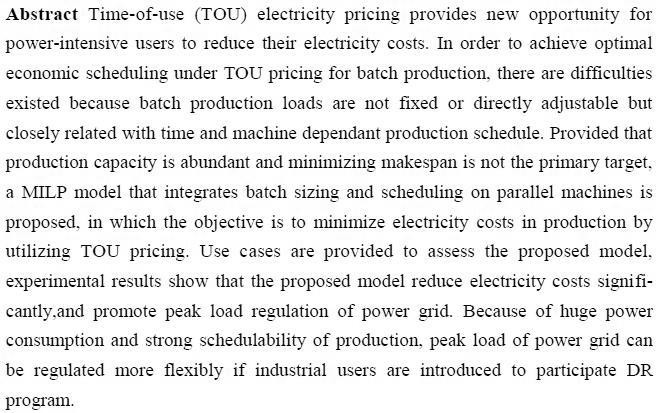 Abstract Time-of-use (TOU) electricity pricing provides new opportunity for
power-intensive users to reduce their electricity costs. In order to achieve optimal
economic scheduling under TOU pricing for batch production, there are difficulties
existed because batch production loads are not fixed or directly adjustable but
closely related with time and machine dependant production schedule. Provided that
production capacity is abundant and minimizing makespan is not the primary target,
a MILP model that integrates batch sizing and scheduling on parallel machines is
proposed, in which the objective is to minimize electricity costs in production by
utilizing TOU pricing. Use cases are provided to assess the proposed model,
experimental results show that the proposed model reduce electricity costs signifi-
cantly,and promote peak load regulation of power grid. Because of huge power
consumption and strong schedulability of production, peak load of power grid can
be regulated more flexibly if industrial users are introduced to participate DR
program.